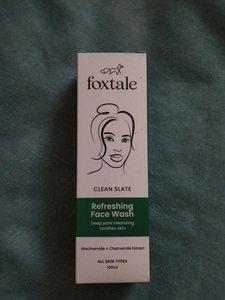 foxtale
CLEAN SLATE
Refreshing
Face Wash
Deep pore cleansing
Soothes skin
Niacinamide + Chamomile Extract
ALL SKIN TYPES
100ml